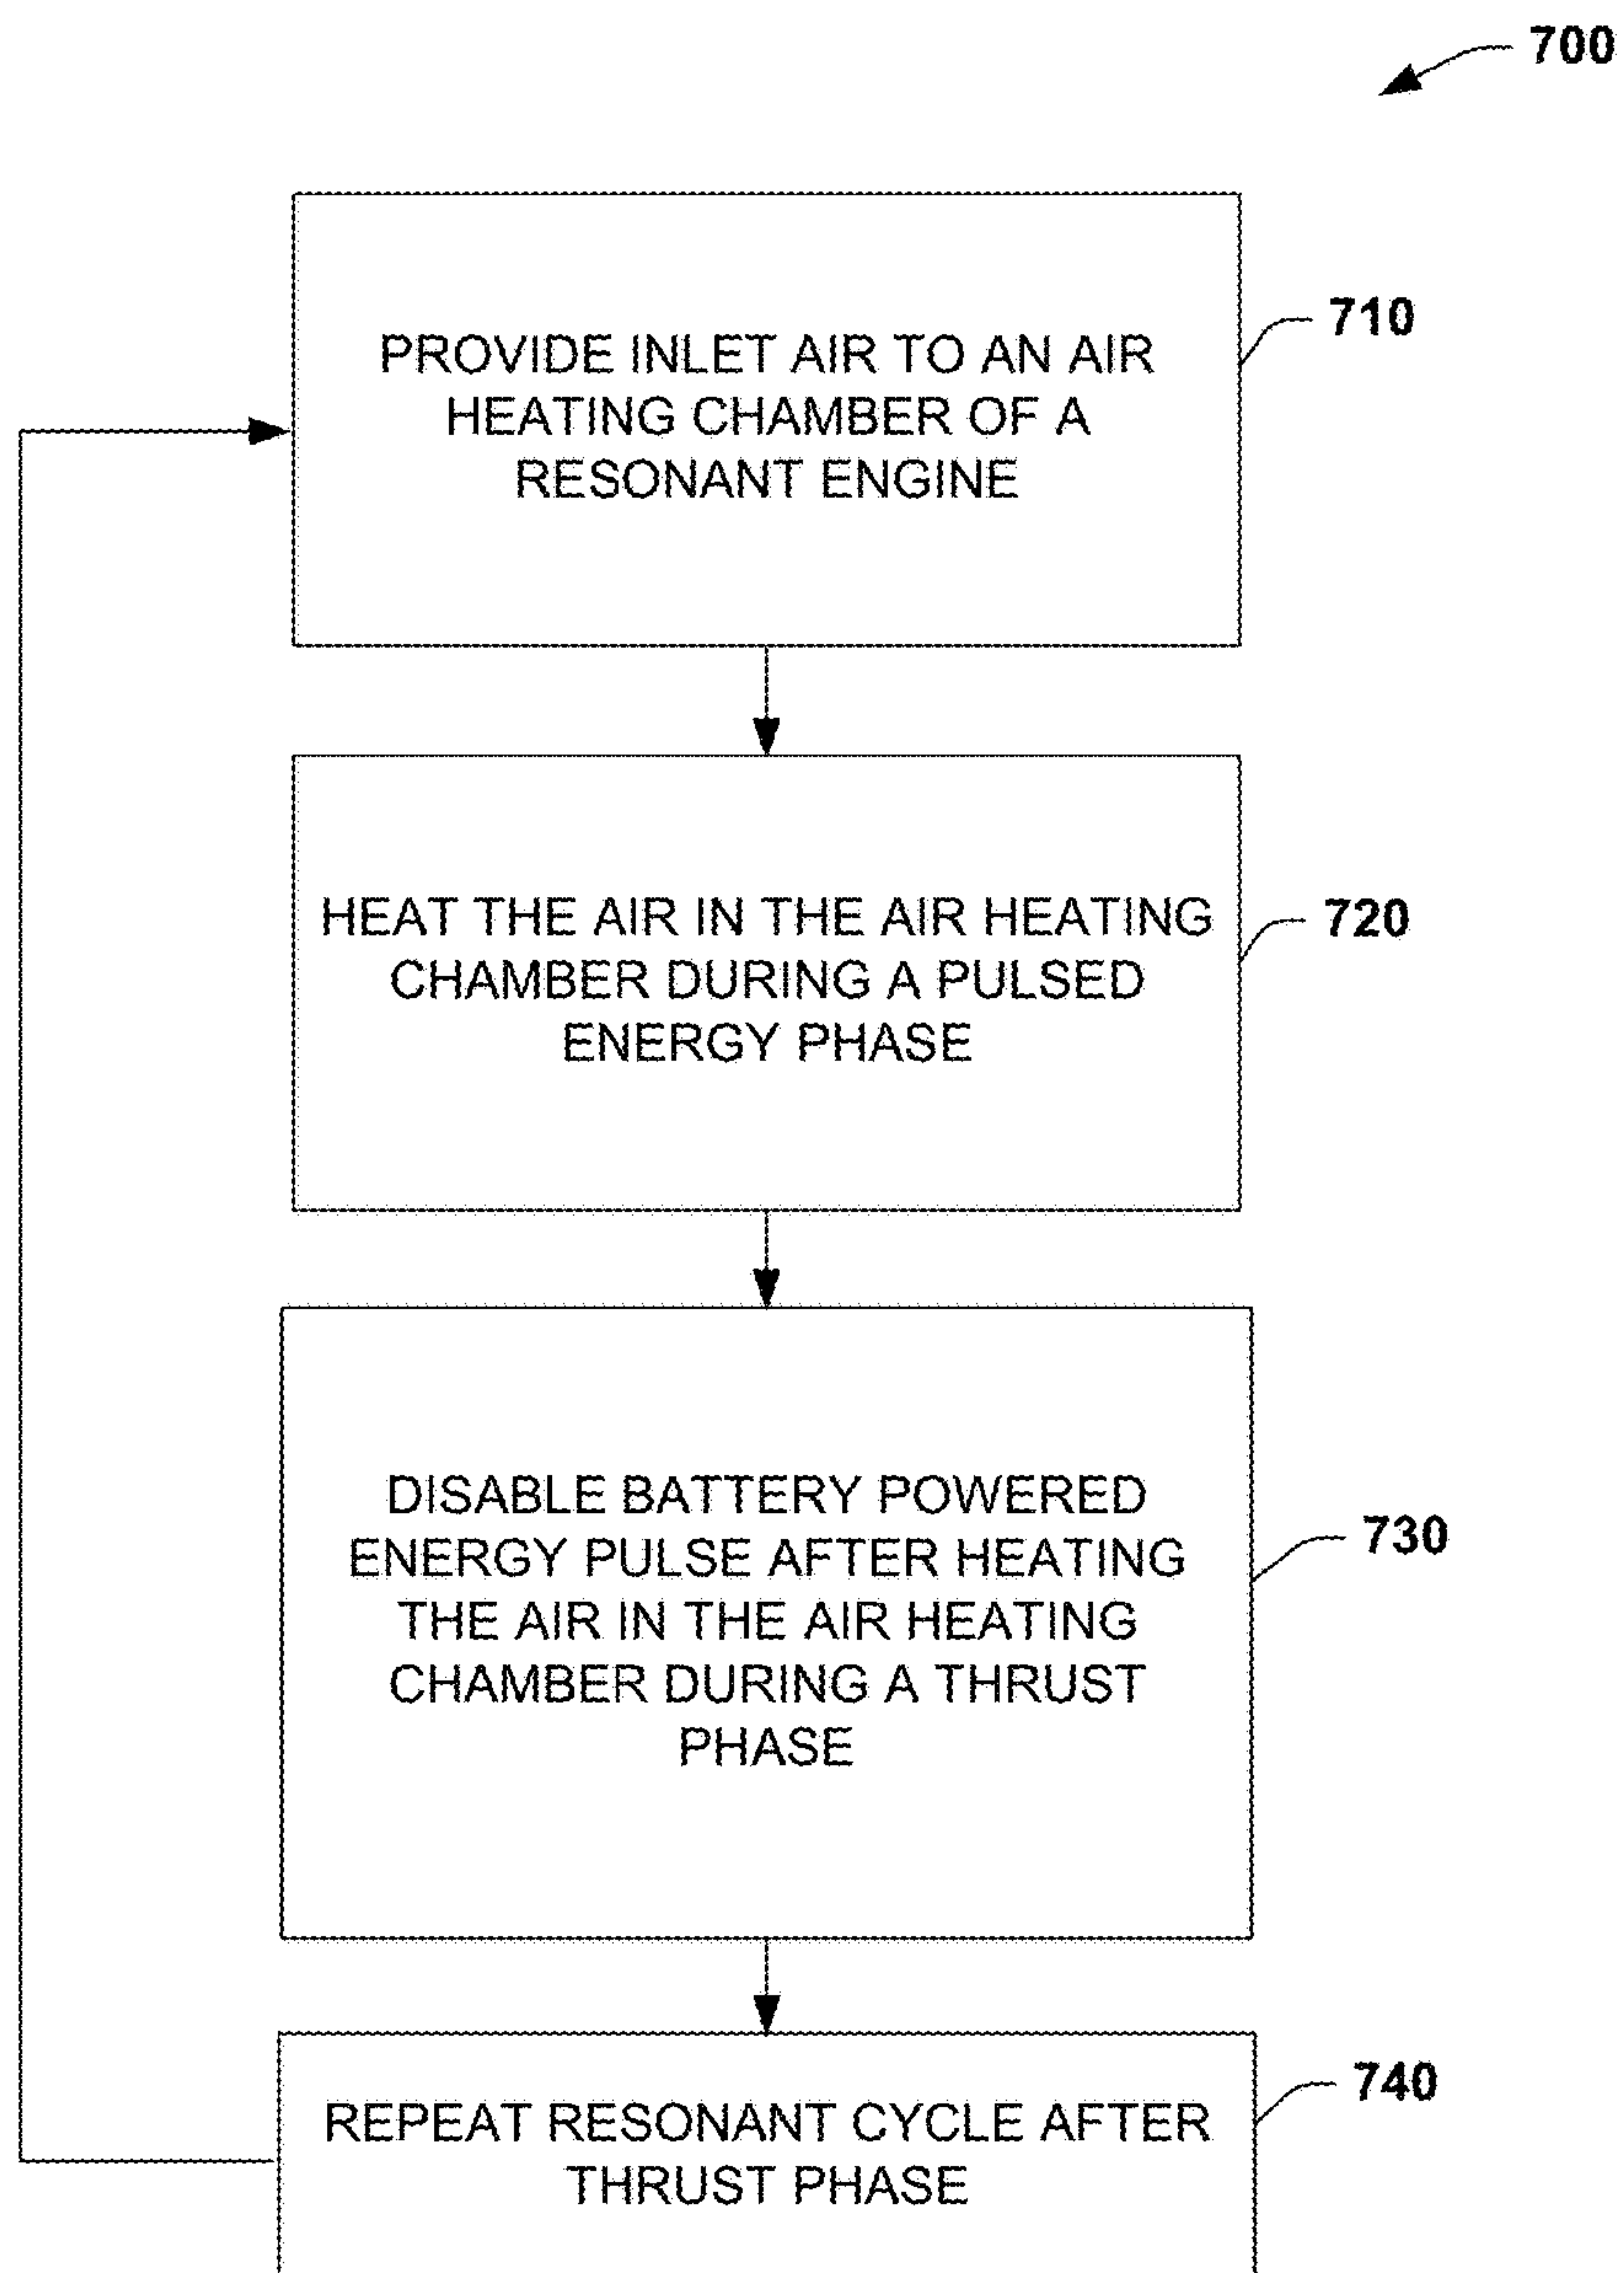 700
PROVIDE INLET AIR TO AN AIR
HEATING CHAMBER OF A
RESONANT ENGINE
710
HEAT THE AIR IN THE AIR HEATING
CHAMBER DURING A PULSED
ENERGY PHASE
720
DISABLE BATTERY POWERED
ENERGY PULSE AFTER HEATING
THE AIR IN THE AIR HEATING
CHAMBER DURING A THRUST
PHASE
730
REPEAT RESONANT CYCLE AFTER
THRUST PHASE
740